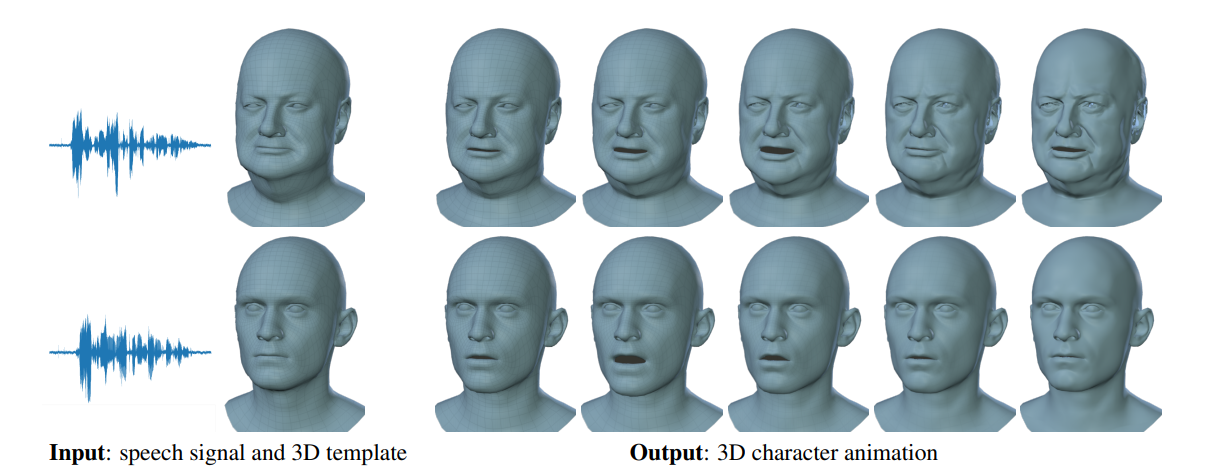 Input: speech signal and 3D template
Output: 3D character animation